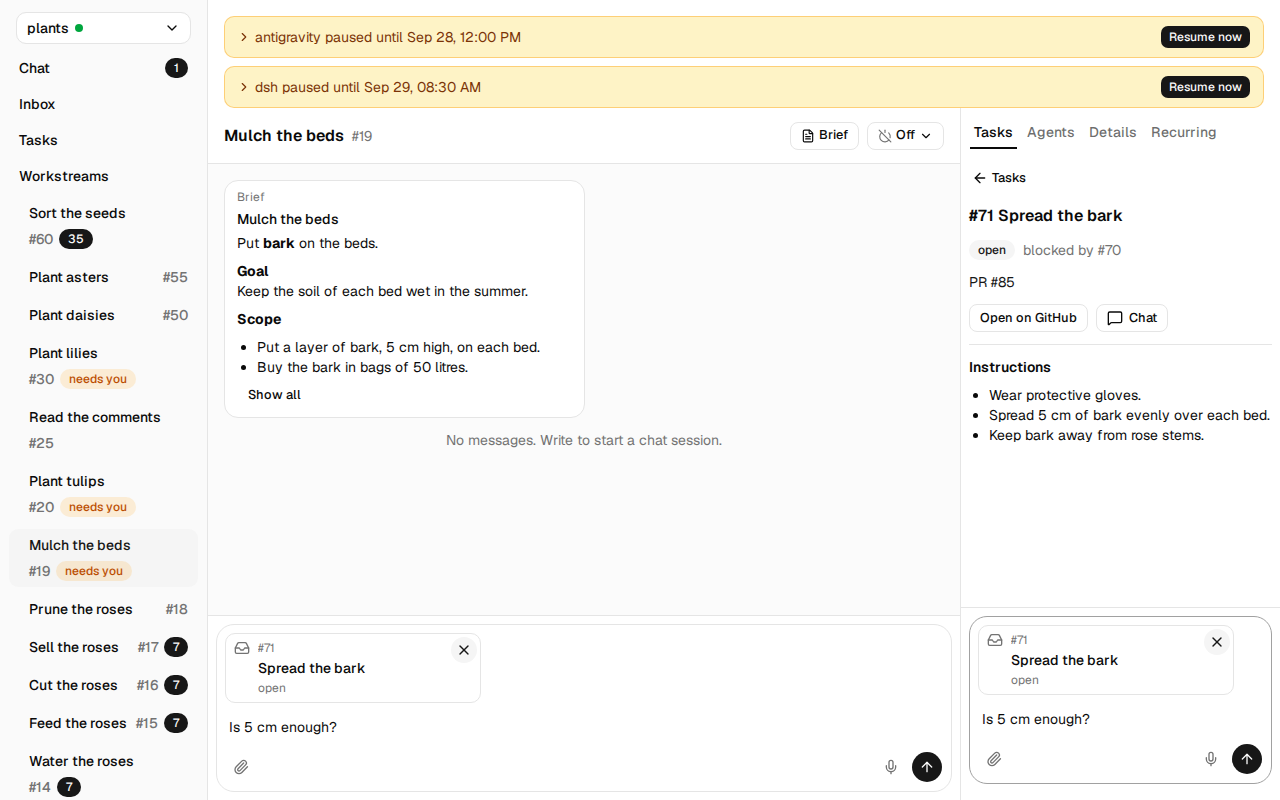 plants
Chat 1
Inbox
Tasks
Workstreams
Sort the seeds
#60 35
Plant asters #55
Plant daisies #50
Plant lilies
#30 needs you
Read the comments
#25
Plant tulips
#20 needs you
Mulch the beds
#19 needs you
Prune the roses #18
Sell the roses #17 7
Cut the roses #16 7
Feed the roses #15 7
Water the roses
#14 7
antigravity paused until Sep 28, 12:00 PM Resume now
dsh paused until Sep 29, 08:30 AM Resume now
Mulch the beds #19 Brief Off
Brief
Mulch the beds
Put bark on the beds.
Goal
Keep the soil of each bed wet in the summer.
Scope
• Put a layer of bark, 5 cm high, on each bed.
• Buy the bark in bags of 50 litres.
Show all
No messages. Write to start a chat session.
#71
Spread the bark
open
Is 5 cm enough?
Tasks Agents Details Recurring
Tasks
#71 Spread the bark
open blocked by #70
PR #85
Open on GitHub Chat
Instructions
• Wear protective gloves.
• Spread 5 cm of bark evenly over each bed.
• Keep bark away from rose stems.
#71
Spread the bark
open
Is 5 cm enough?